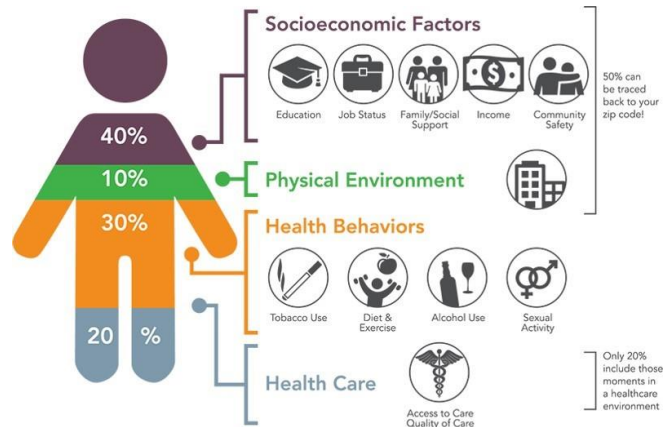 Socioeconomic Factors
Education
Job Status
Family/Social
Support
Income
Community
Safety
50% can
be traced
back to your
zip code!
40%
10%
Physical Environment
30%
Health Behaviors
Tobacco Use
Diet &
Exercise
Alcohol Use
Sexual
Activity
20 %
Health Care
Access to Care
Quality of Care
Only 20%
include those
moments in
a healthcare
environment